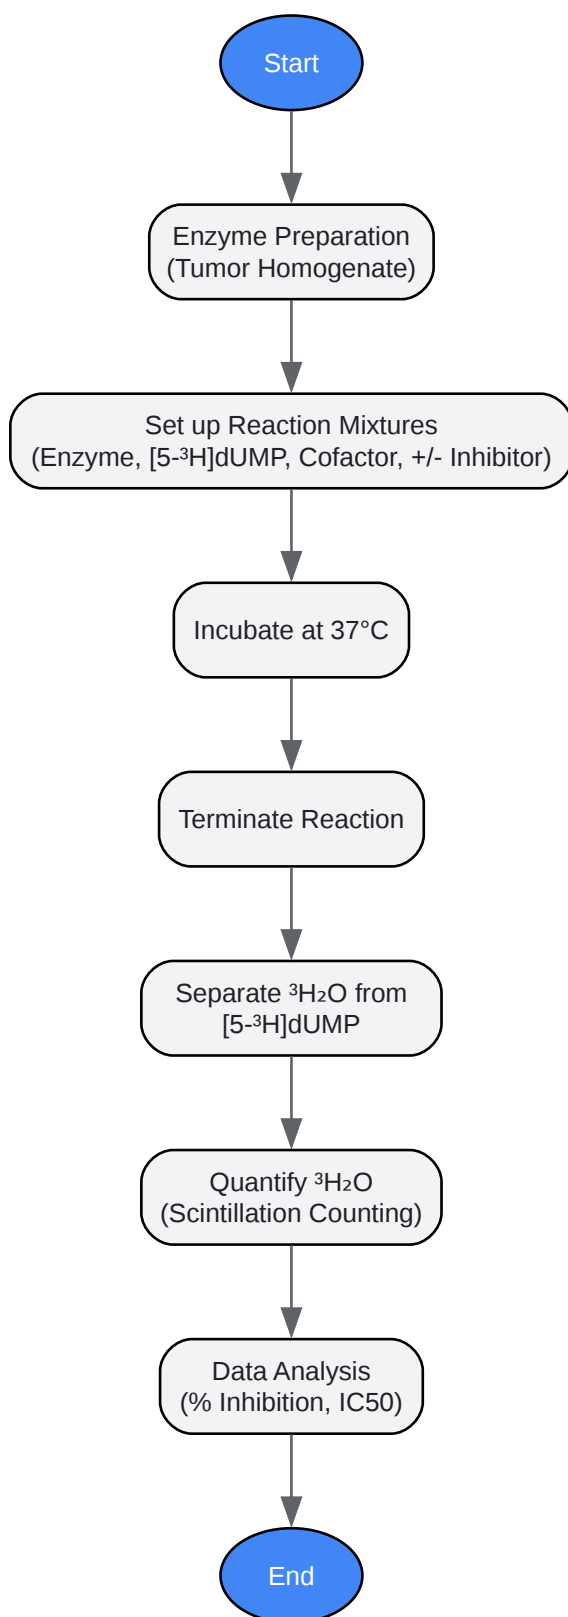 Start
Enzyme Preparation
(Tumor Homogenate)
Set up Reaction Mixtures
(Enzyme, [5-³H]dUMP, Cofactor, +/- Inhibitor)
Incubate at 37°C
Terminate Reaction
Separate ³H₂O from
[5-³H]dUMP
Quantify ³H₂O
(Scintillation Counting)
Data Analysis
(% Inhibition, IC50)
End